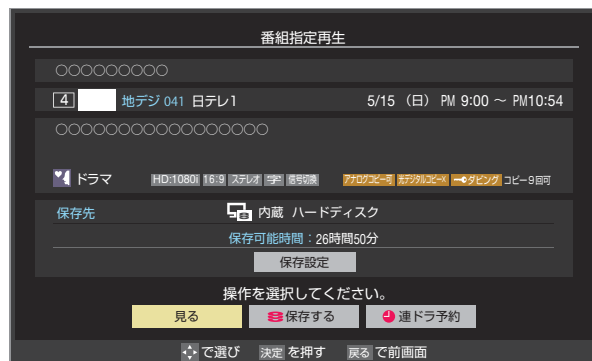 番組指定再生
○○○○○○○○○
4 地デジ 041 日テレ1 5/15 （日） PM 9:00 ～ PM10:54
○○○○○○○○○○○○○○○○○
ドラマ HD:1080i 16:9 ステレオ 字 信号切換 アナログコピー可 光デジタルコピー× ダビング コピー9回可
保存先 内蔵 ハードディスク
保存可能時間：26時間50分
保存設定
操作を選択してください。
見る 保存する 連ドラ予約
で選び 決定 を押す 戻る で前画面